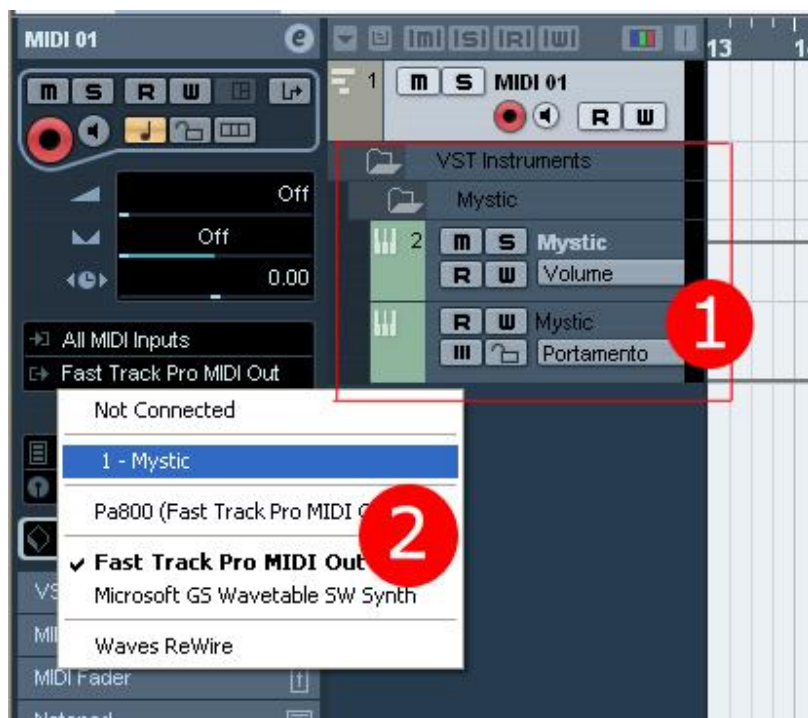 MIDI 01
e
m S R W
Off
Off
0.00
All MIDI Inputs
Fast Track Pro MIDI Out
Not Connected
1 - Mystic
Pa800 (Fast Track Pro MIDI
Fast Track Pro MIDI Out
Microsoft GS Wavetable SW Synth
Waves ReWire
MIDI Fader
f
Notepad
m S R W
13
1 m S MIDI 01
R W
VST Instruments
Mystic
2 m S Mystic
R W Volume
R W Mystic
Portamento
1
2